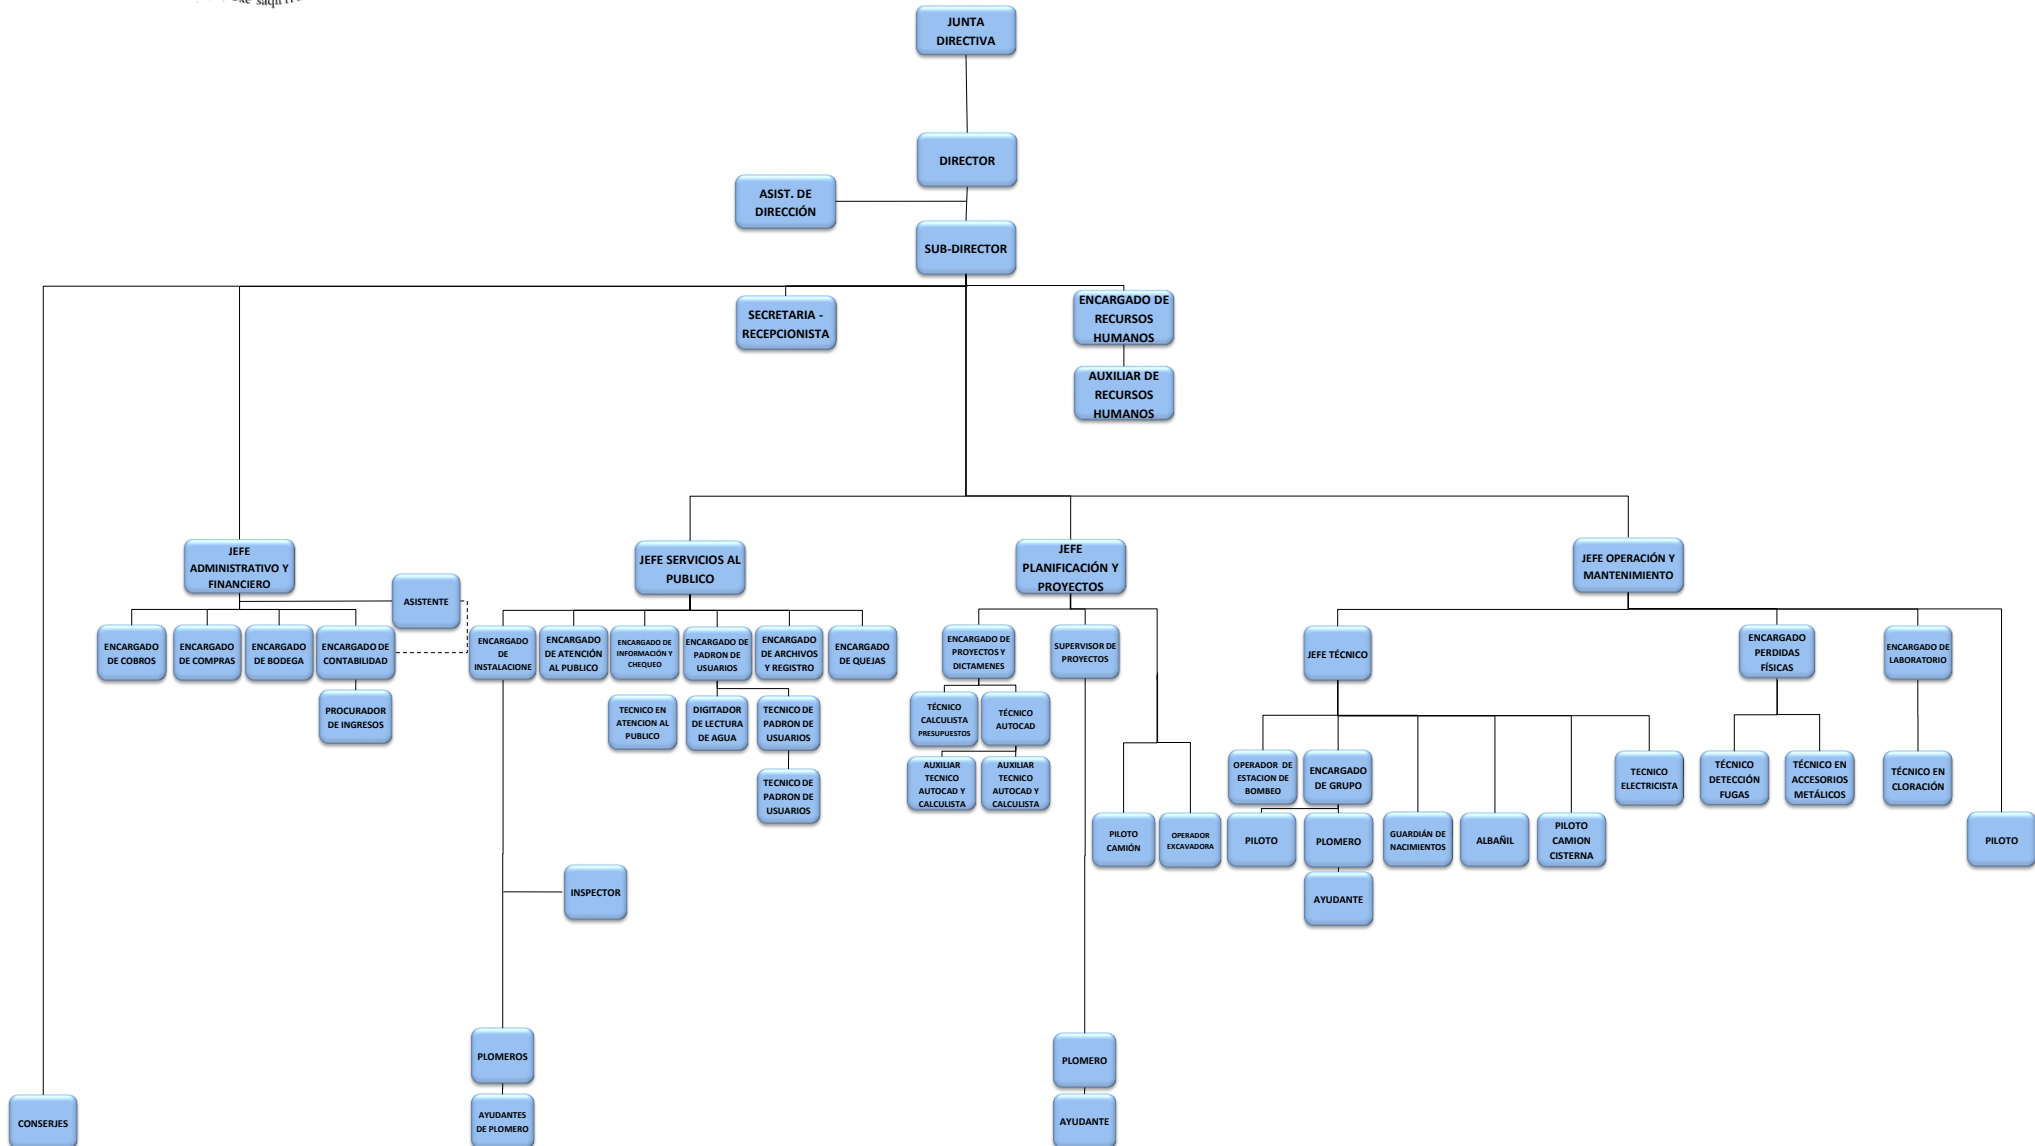 JUNTA
DIRECTIVA
DIRECTOR
ASIST. DE
DIRECCIÓN
SUB-DIRECTOR
SECRETARIA -
RECEPCIONISTA
ENCARGADO DE
RECURSOS
HUMANOS
AUXILIAR DE
RECURSOS
HUMANOS
JEFE
ADMINISTRATIVO Y
FINANCIERO
ASISTENTE
JEFE SERVICIOS AL
PUBLICO
JEFE
PLANIFICACIÓN Y
PROYECTOS
JEFE OPERACIÓN Y
MANTENIMIENTO
ENCARGADO
DE COBROS
ENCARGADO
DE COMPRAS
ENCARGADO
DE BODEGA
ENCARGADO DE
CONTABILIDAD
PROCURADOR
DE INGRESOS
ENCARGADO
DE
INSTALACIONE
ENCARGADO
DE ATENCIÓN
AL PUBLICO
ENCARGADO DE
INFORMACIÓN Y
CHEQUEO
ENCARGADO DE
PADRON DE
USUARIOS
ENCARGADO
DE ARCHIVOS
Y REGISTRO
ENCARGADO
DE QUEJAS
TECNICO EN
ATENCION AL
PUBLICO
DIGITADOR
DE LECTURA
DE AGUA
TECNICO DE
PADRON DE
USUARIOS
TECNICO DE
PADRON DE
USUARIOS
INSPECTOR
PLOMEROS
AYUDANTES
DE PLOMERO
ENCARGADO DE
PROYECTOS Y
DICTAMENES
SUPERVISOR DE
PROYECTOS
TÉCNICO
CALCULISTA
PRESUPUESTOS
TÉCNICO
AUTOCAD
AUXILIAR
TECNICO
AUTOCAD Y
CALCULISTA
AUXILIAR
TECNICO
AUTOCAD Y
CALCULISTA
PILOTO
CAMIÓN
OPERADOR
EXCAVADORA
PLOMERO
AYUDANTE
JEFE TÉCNICO
ENCARGADO
PERDIDAS
FÍSICAS
ENCARGADO DE
LABORATORIO
OPERADOR DE
ESTACION DE
BOMBEO
ENCARGADO
DE GRUPO
TECNICO
ELECTRICISTA
TÉCNICO
DETECCIÓN
FUGAS
TÉCNICO EN
ACCESORIOS
METÁLICOS
TÉCNICO EN
CLORACIÓN
PILOTO
PLOMERO
GUARDIÁN DE
NACIMIENTOS
ALBAÑIL
PILOTO
CAMION
CISTERNA
PILOTO
AYUDANTE
CONSERJES